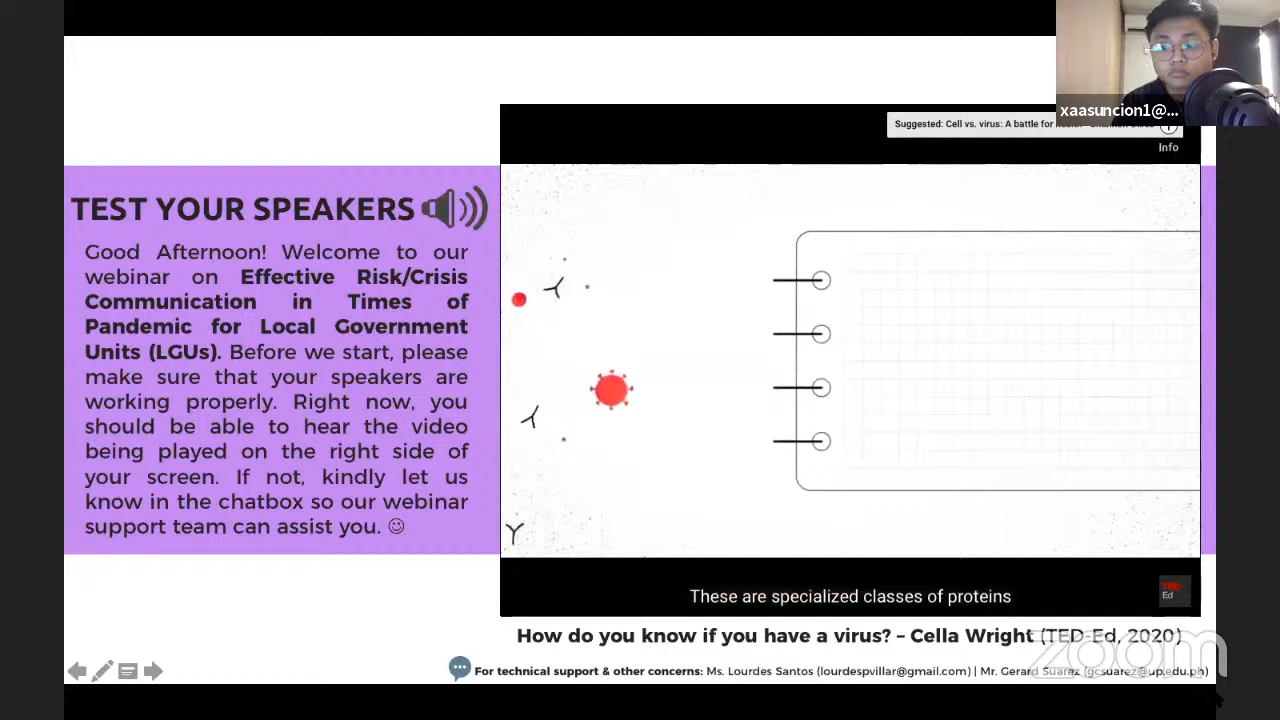 xaasuncion1@...
Suggested: Cell vs. virus: A battle for
Info
TEST YOUR SPEAKERS
Good Afternoon! Welcome to our
webinar on Effective Risk/Crisis
Communication in Times of
Pandemic for Local Government
Units (LGUs). Before we start, please
make sure that your speakers are
working properly. Right now, you
should be able to hear the video
being played on the right side of
your screen. If not, kindly let us
know in the chatbox so our webinar
support team can assist you. ☺
These are specialized classes of proteins
TED
Ed
How do you know if you have a virus? – Cella Wright (TED-Ed, 2020)
zoom
For technical support & other concerns: Ms. Lourdes Santos (lourdespvillar@gmail.com) | Mr. Gerard Suarez (gcsuarez@up.edu.ph)